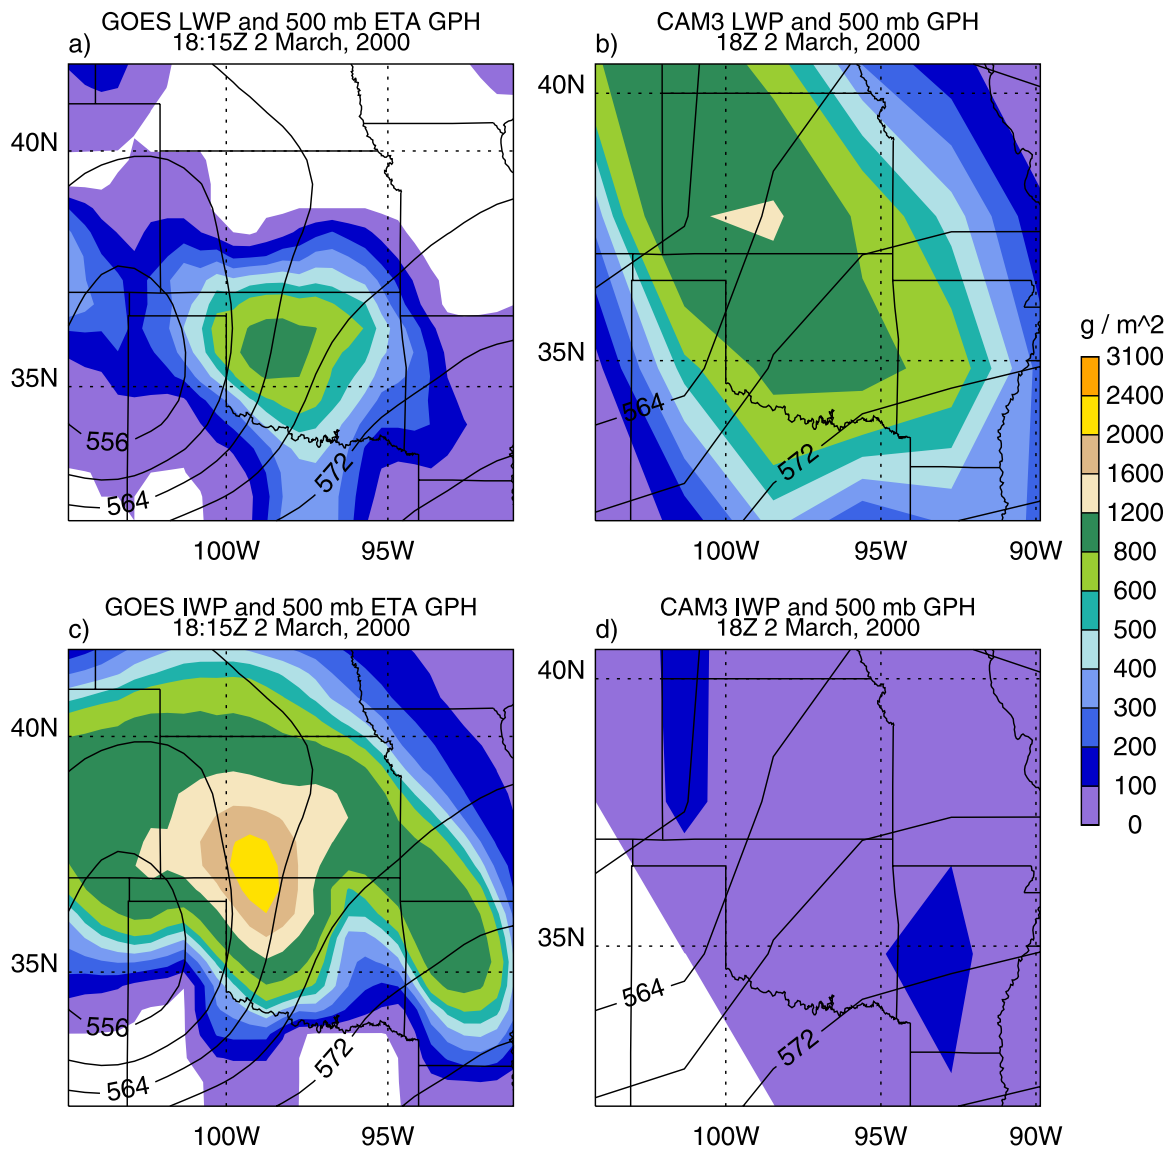 GOES LWP and 500 mb ETA GPH
18:15Z 2 March, 2000
a)
40N
35N
556
564
572
100W
95W
CAM3 LWP and 500 mb GPH
18Z 2 March, 2000
b)
40N
35N
564
572
100W
95W
90W
GOES IWP and 500 mb ETA GPH
18:15Z 2 March, 2000
c)
40N
35N
556
564
572
100W
95W
CAM3 IWP and 500 mb GPH
18Z 2 March, 2000
d)
40N
35N
564
572
100W
95W
90W
g / m^2
3100
2400
2000
1600
1200
800
600
500
400
300
200
100
0